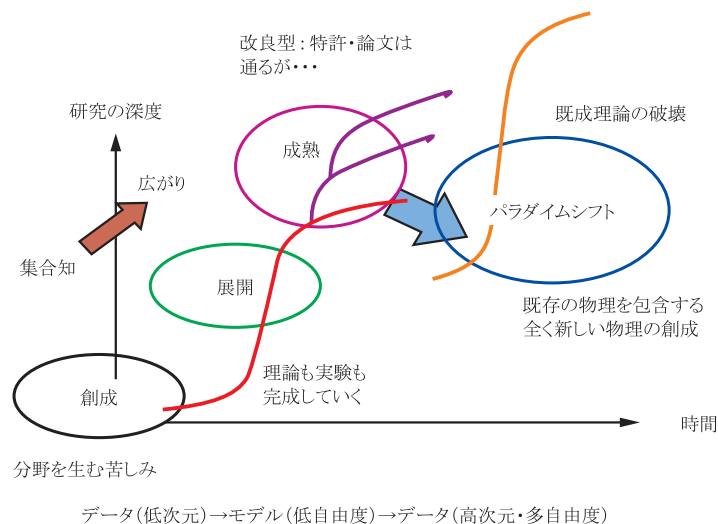 改良型:特許・論文は
通るが・・・
研究の深度
既成理論の破壊
成熟
広がり
パラダイムシフト
集合知
展開
既存の物理を包含する
全く新しい物理の創成
理論も実験も
完成していく
創成
時間
分野を生む苦しみ
データ(低次元)→モデル(低自由度)→データ(高次元・多自由度)